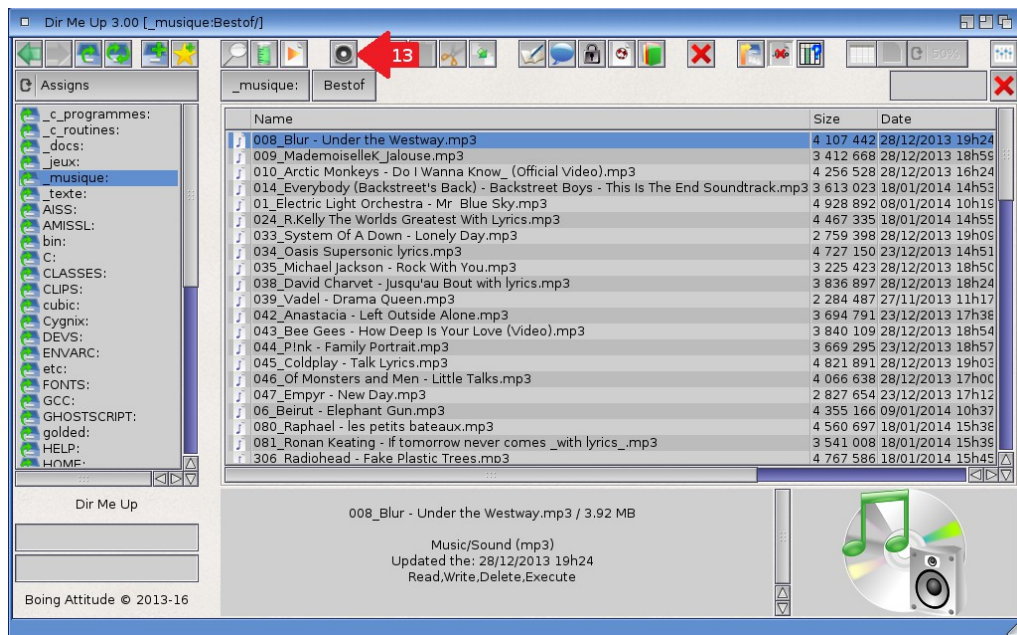 Dir Me Up 3.00 [_musique:Bestof/]
13
50%
Assigns
_musique:
Bestof
_c_programmes:
_c_routines:
_docs:
_jeux:
_musique:
_texte:
AISS:
AMISSL:
bin:
C:
CLASSES:
CLIPS:
cubic:
Cygnix:
DEVS:
ENVARC:
etc:
FONTS:
GCC:
GHOSTSCRIPT:
golded:
HELP:
HOME:
Name Size Date
008_Blur - Under the Westway.mp3 4 107 442 28/12/2013 19h24
009_MademoiselleK_Jalouse.mp3 3 412 668 28/12/2013 18h59
010_Arctic Monkeys - Do I Wanna Know_ (Official Video).mp3 4 256 528 28/12/2013 16h24
014_Everybody (Backstreet's Back) - Backstreet Boys - This Is The End Soundtrack.mp3 3 613 023 18/01/2014 14h53
01_Electric Light Orchestra - Mr  Blue Sky.mp3 4 928 892 08/01/2014 10h19
024_R.Kelly The Worlds Greatest With Lyrics.mp3 4 467 335 18/01/2014 14h55
033_System Of A Down - Lonely Day.mp3 2 759 398 28/12/2013 19h09
034_Oasis Supersonic lyrics.mp3 4 727 150 23/12/2013 14h51
035_Michael Jackson - Rock With You.mp3 3 225 423 28/12/2013 18h50
038_David Charvet - Jusqu'au Bout with lyrics.mp3 3 836 897 28/12/2013 18h24
039_Vadel - Drama Queen.mp3 2 284 487 27/11/2013 11h17
042_Anastacia - Left Outside Alone.mp3 3 694 791 23/12/2013 17h38
043_Bee Gees - How Deep Is Your Love (Video).mp3 3 840 109 28/12/2013 18h54
044_P!nk - Family Portrait.mp3 3 669 295 23/12/2013 18h57
045_Coldplay - Talk Lyrics.mp3 4 821 891 28/12/2013 19h03
046_Of Monsters and Men - Little Talks.mp3 4 066 638 28/12/2013 17h00
047_Empyr - New Day.mp3 2 827 654 23/12/2013 17h12
06_Beirut - Elephant Gun.mp3 4 355 166 09/01/2014 10h37
080_Raphael - les petits bateaux.mp3 4 560 697 18/01/2014 15h38
081_Ronan Keating - If tomorrow never comes _with lyrics_.mp3 3 541 008 18/01/2014 15h39
306_Radiohead - Fake Plastic Trees.mp3 4 767 586 18/01/2014 15h45
Dir Me Up
Boing Attitude © 2013-16
008_Blur - Under the Westway.mp3 / 3.92 MB
Music/Sound (mp3)
Updated the: 28/12/2013 19h24
Read,Write,Delete,Execute